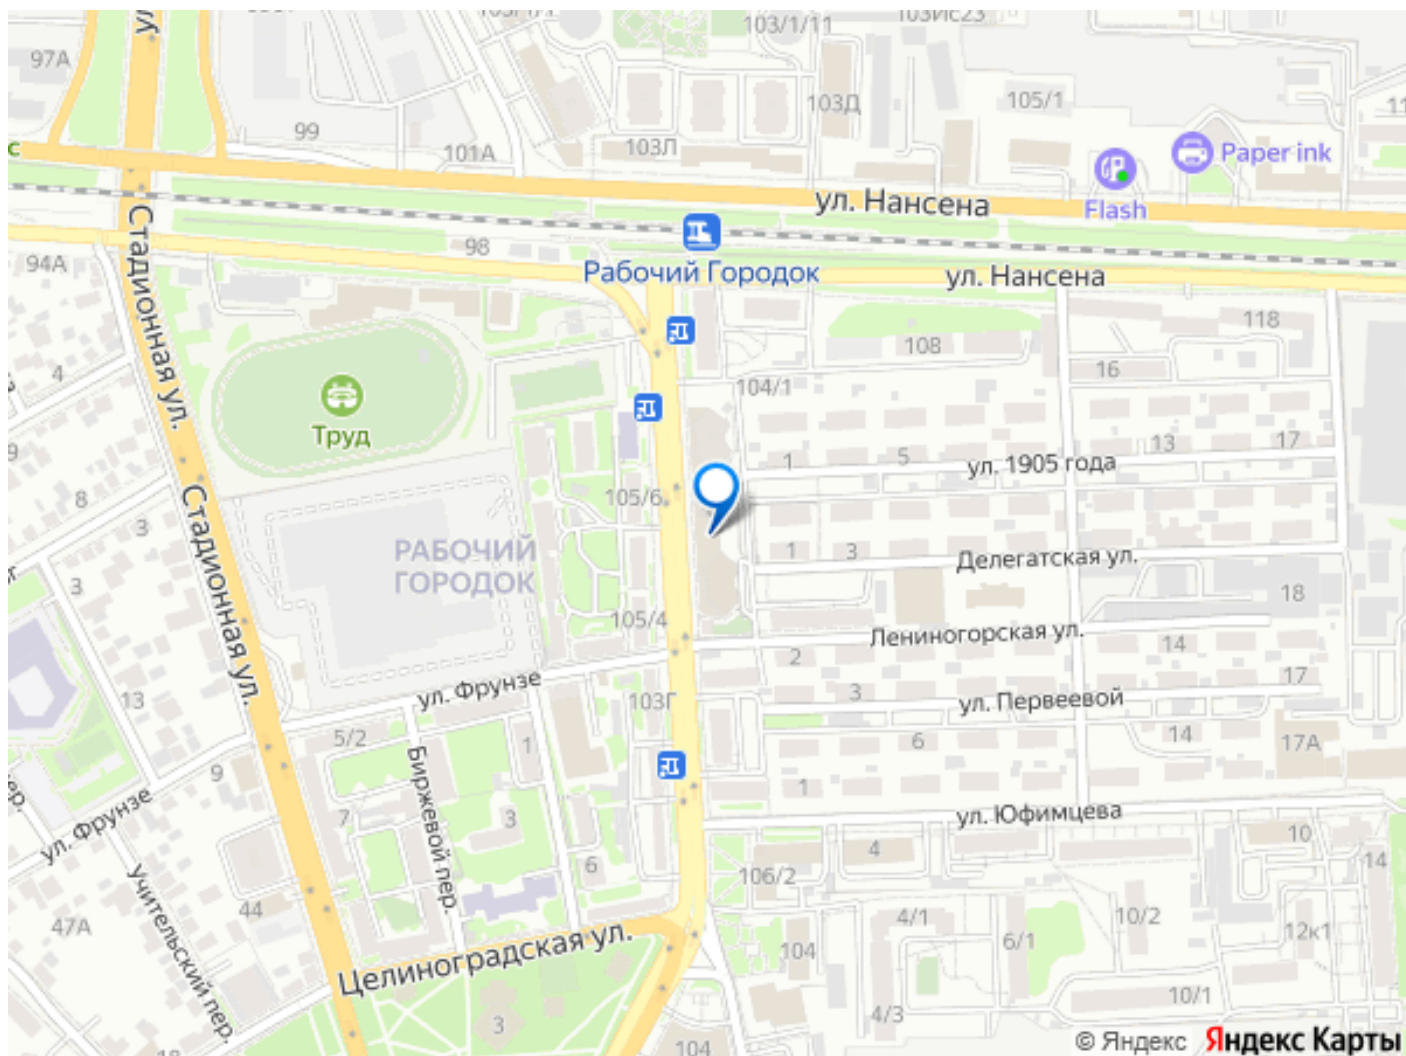 103/1/11
97А
103Д
105/1
99
101А
103Л
Paper ink
Flash
ул. Нансена
98
94А
Рабочий Городок
ул. Нансена
Стадионная ул.
118
108
16
4
104/1
Труд
13
17
1
5
ул. 1905 года
9
8
3
105/6
Стадионная ул.
РАБОЧИЙ
ГОРОДОК
1
3
Делегатская ул.
3
18
105/4
Лениногорская ул.
14
2
ул. Фрунзе
13
103Г
3
ул. Первеевой
17
5/2
1
6
14
17А
9
Биржевой пер.
1
7
3
ул. Юфимцева
ул. Фрунзе
10
4
14
6
106/2
Учительский пер.
44
47А
4/1
10/2
6/1
12к1
Целиноградская ул.
104
10/1
3
4/3
104
© Яндекс
Яндекс Карты